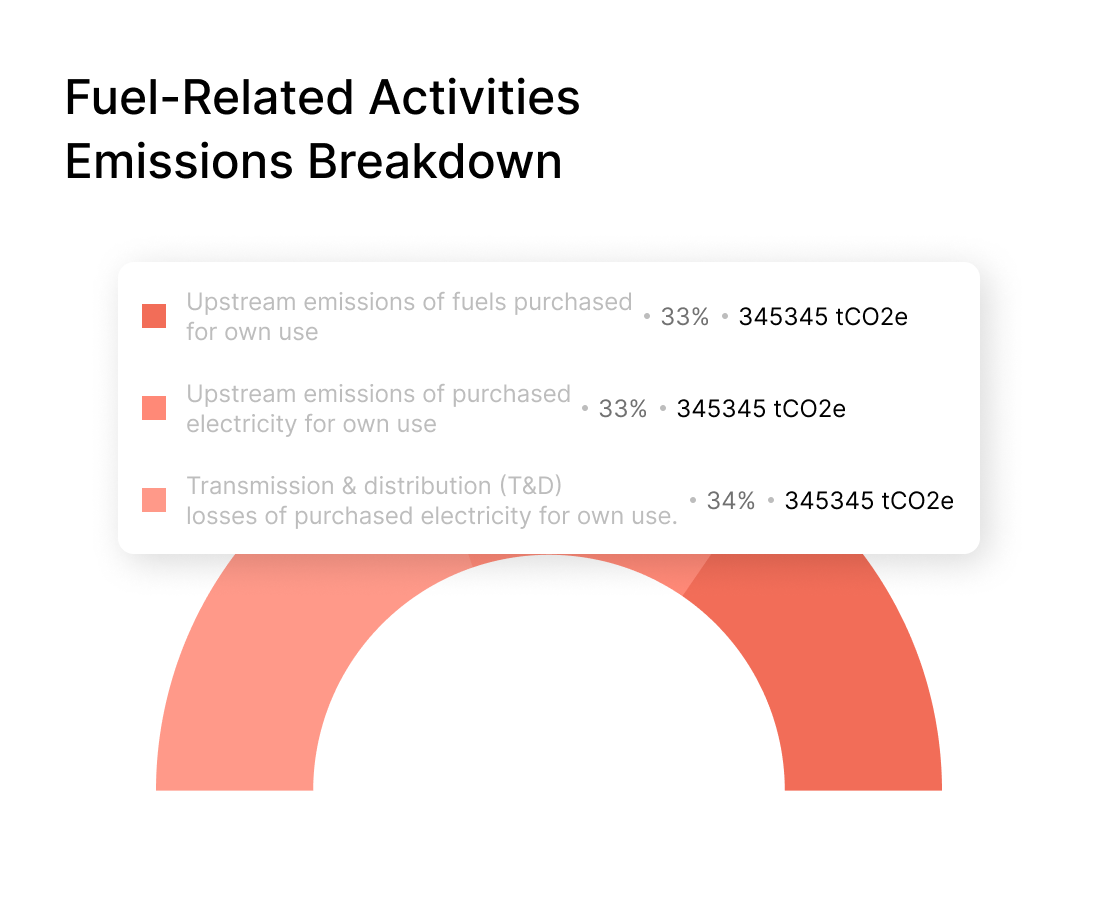 Fuel-Related Activities
Emissions Breakdown
Upstream emissions of fuels purchased
for own use • 33% • 345345 tCO2e
Upstream emissions of purchased
electricity for own use • 33% • 345345 tCO2e
Transmission & distribution (T&D)
losses of purchased electricity for own use. • 34% • 345345 tCO2e